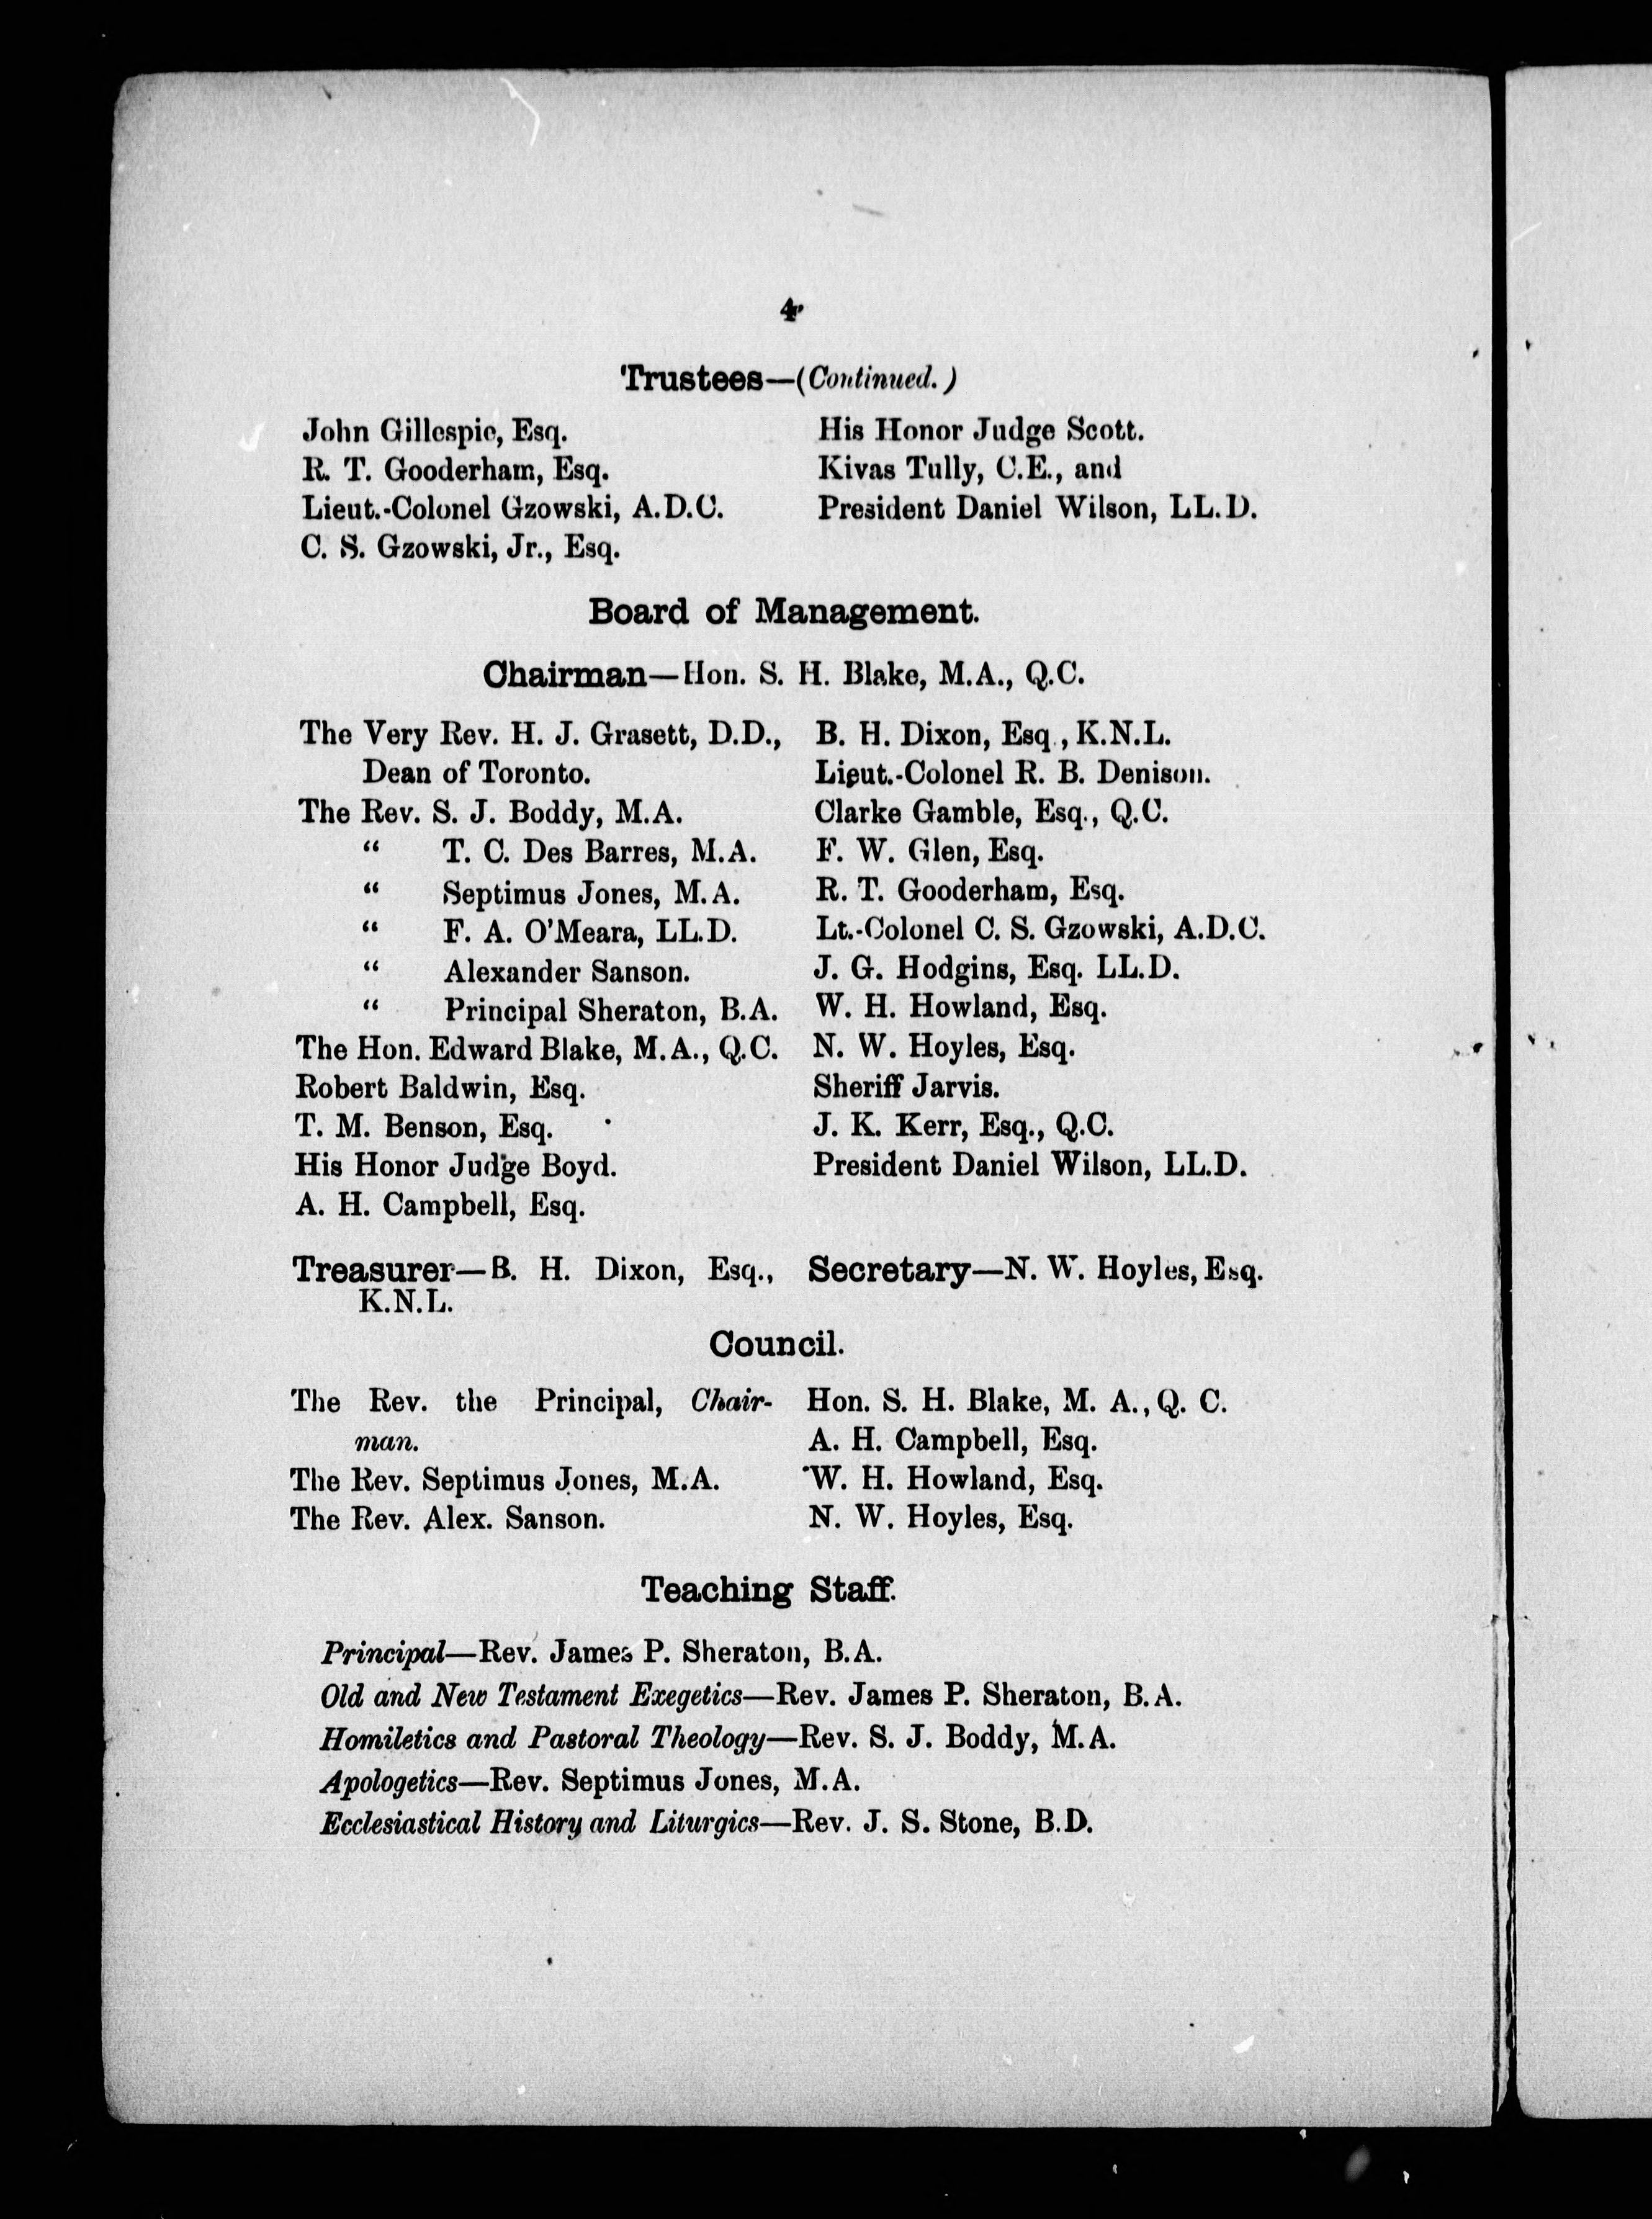 4
Trustees—(Continued.)
John Gillespie, Esq.
R. T. Gooderham, Esq.
Lieut.-Colonel Gzowski, A.D.C.
C. S. Gzowski, Jr., Esq.
His Honor Judge Scott.
Kivas Tully, C.E., and
President Daniel Wilson, LL.D.
Board of Management.
Chairman—Hon. S. H. Blake, M.A., Q.C.
The Very Rev. H. J. Grasett, D.D.,
Dean of Toronto.
The Rev. S. J. Boddy, M.A.
“ T. C. Des Barres, M.A.
“ Septimus Jones, M.A.
“ F. A. O'Meara, LL.D.
“ Alexander Sanson.
“ Principal Sheraton, B.A.
The Hon. Edward Blake, M.A., Q.C.
Robert Baldwin, Esq.
T. M. Benson, Esq.
His Honor Judge Boyd.
A. H. Campbell, Esq.
B. H. Dixon, Esq., K.N.L.
Lieut.-Colonel R. B. Denison.
Clarke Gamble, Esq., Q.C.
F. W. Glen, Esq.
R. T. Gooderham, Esq.
Lt.-Colonel C. S. Gzowski, A.D.C.
J. G. Hodgins, Esq. LL.D.
W. H. Howland, Esq.
N. W. Hoyles, Esq.
Sheriff Jarvis.
J. K. Kerr, Esq., Q.C.
President Daniel Wilson, LL.D.
Treasurer—B. H. Dixon, Esq.,
K.N.L.
Secretary—N. W. Hoyles, Esq.
Council.
The Rev. the Principal, Chair-
man.
The Rev. Septimus Jones, M.A.
The Rev. Alex. Sanson.
Hon. S. H. Blake, M. A., Q. C.
A. H. Campbell, Esq.
W. H. Howland, Esq.
N. W. Hoyles, Esq.
Teaching Staff.
Principal—Rev. James P. Sheraton, B.A.
Old and New Testament Exegetics—Rev. James P. Sheraton, B.A.
Homiletics and Pastoral Theology—Rev. S. J. Boddy, M.A.
Apologetics—Rev. Septimus Jones, M.A.
Ecclesiastical History and Liturgics—Rev. J. S. Stone, B.D.